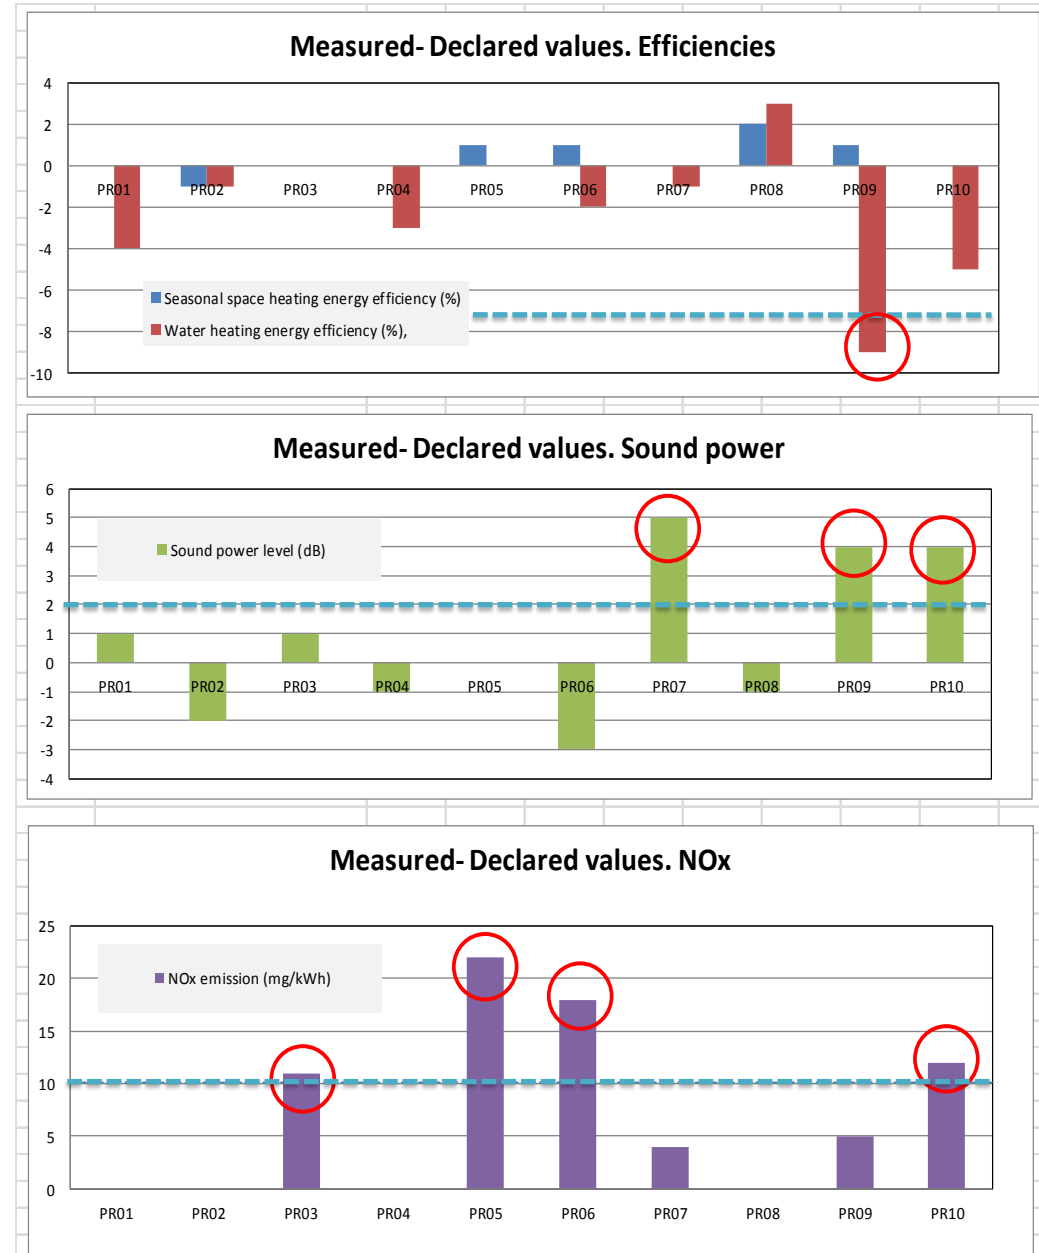 Measured- Declared values. Efficiencies
4
2
0
PR01 PR02 PR03 PR04 PR05 PR06 PR07 PR08 PR09 PR10
-2
-4
-6
Seasonal space heating energy efficiency (%)
Water heating energy efficiency (%),
-8
-10
Measured- Declared values. Sound power
6
5
Sound power level (dB)
4
3
2
1
0
PR01 PR02 PR03 PR04 PR05 PR06 PR07 PR08 PR09 PR10
-1
-2
-3
-4
Measured- Declared values. NOx
25
NOx emission (mg/kWh)
20
15
10
5
0
PR01 PR02 PR03 PR04 PR05 PR06 PR07 PR08 PR09 PR10